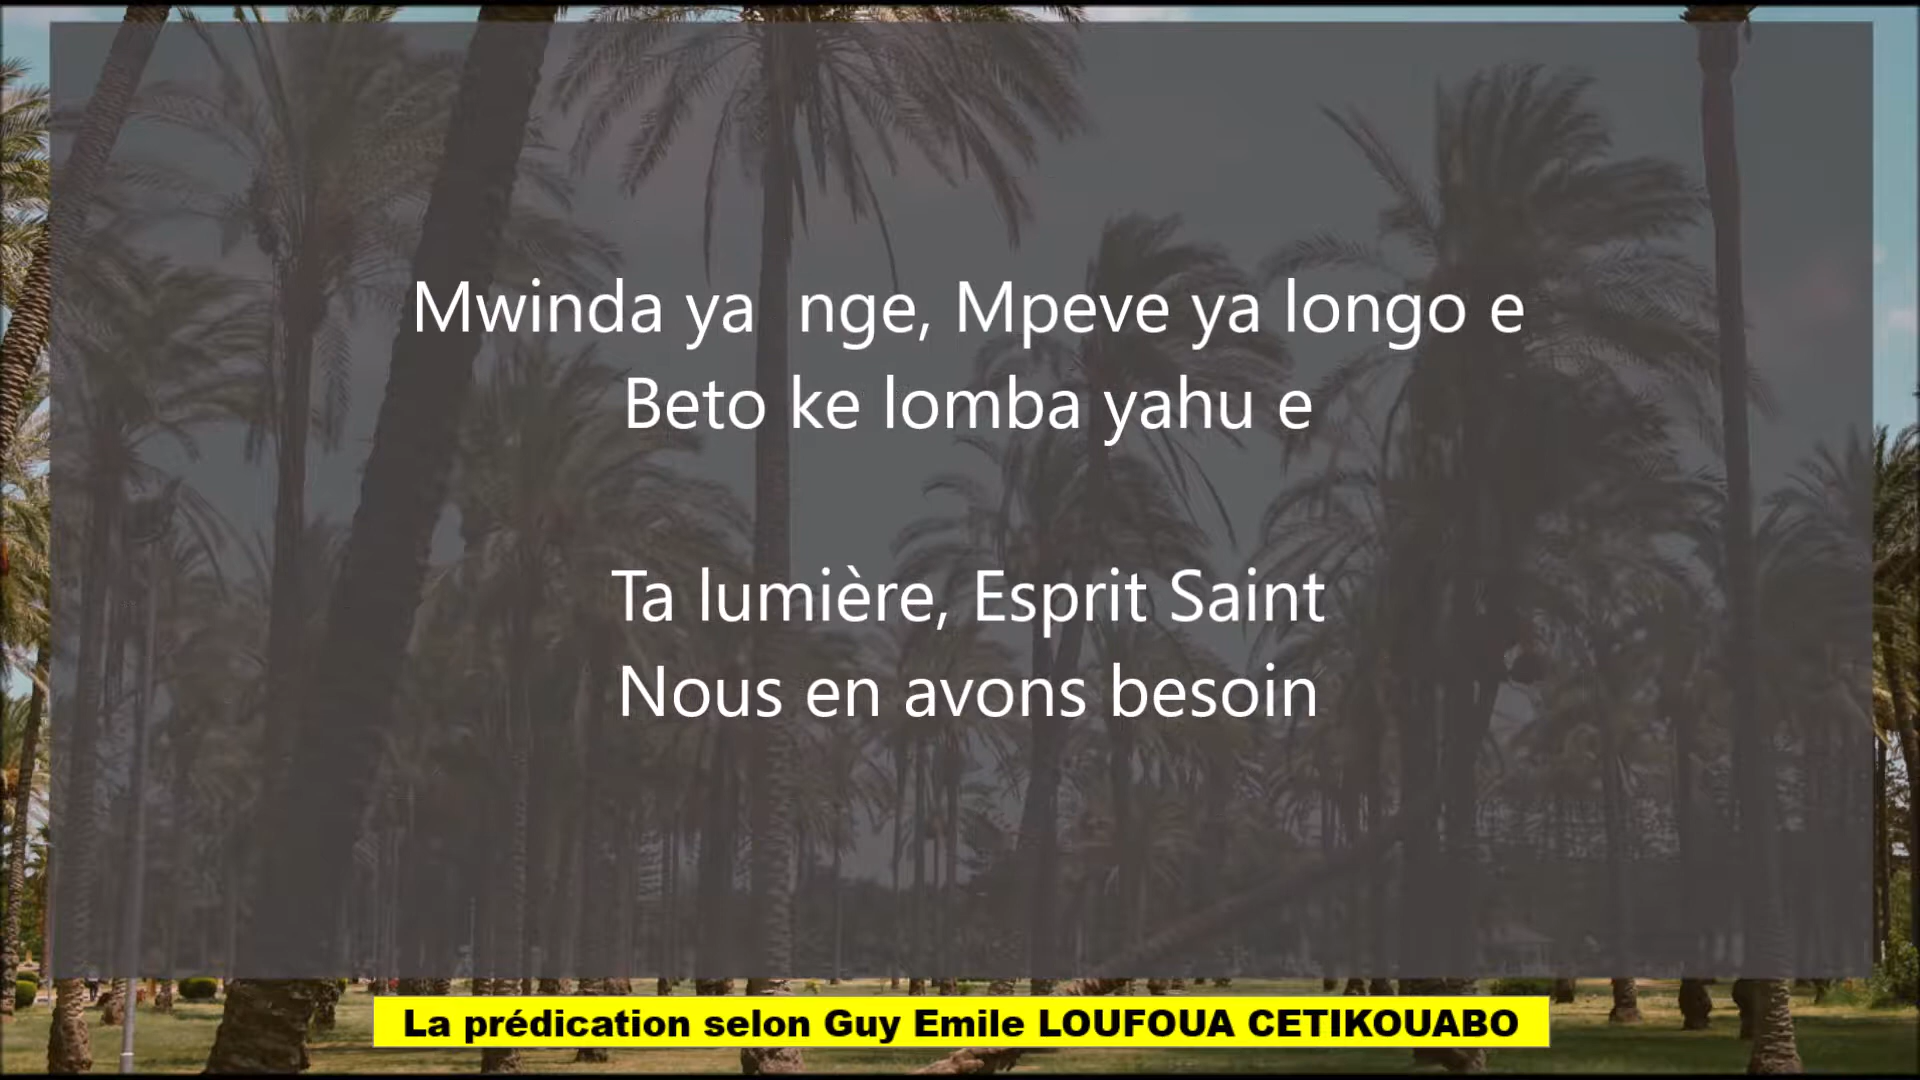 Mwinda ya  nge, Mpeve ya longo e
Beto ke lomba yahu e
Ta lumière, Esprit Saint
Nous en avons besoin
La prédication selon Guy Emile LOUFOUA CETIKOUABO